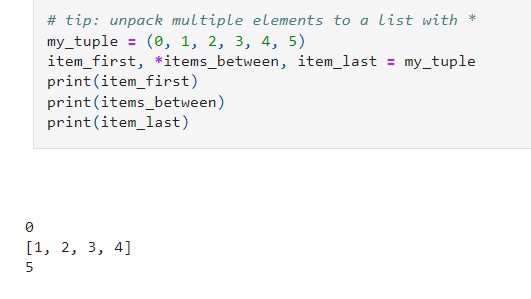 # tip: unpack multiple elements to a list with *
my_tuple = (0, 1, 2, 3, 4, 5)
item_first, *items_between, item_last = my_tuple
print(item_first)
print(items_between)
print(item_last)
0
[1, 2, 3, 4]
5